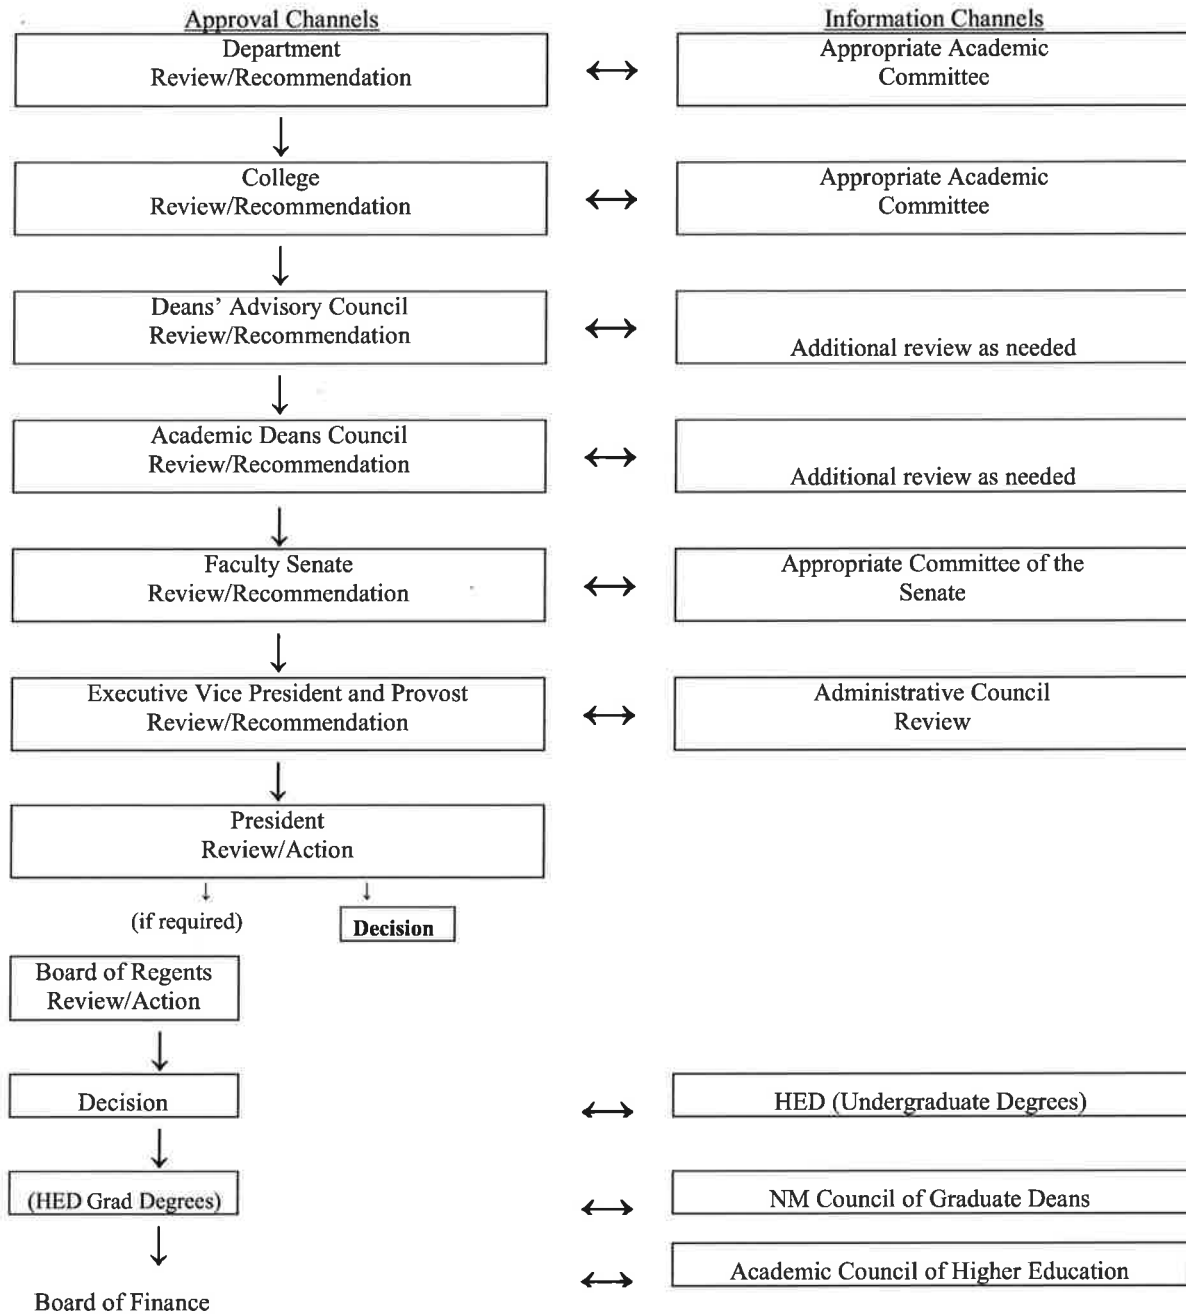 Approval Channels
Information Channels
Department
Review/Recommendation
Appropriate Academic
Committee
College
Review/Recommendation
Appropriate Academic
Committee
Deans’ Advisory Council
Review/Recommendation
Additional review as needed
Academic Deans Council
Review/Recommendation
Additional review as needed
Faculty Senate
Review/Recommendation
Appropriate Committee of the
Senate
Executive Vice President and Provost
Review/Recommendation
Administrative Council
Review
President
Review/Action
(if required)
Decision
Board of Regents
Review/Action
Decision
HED (Undergraduate Degrees)
(HED Grad Degrees)
NM Council of Graduate Deans
Academic Council of Higher Education
Board of Finance